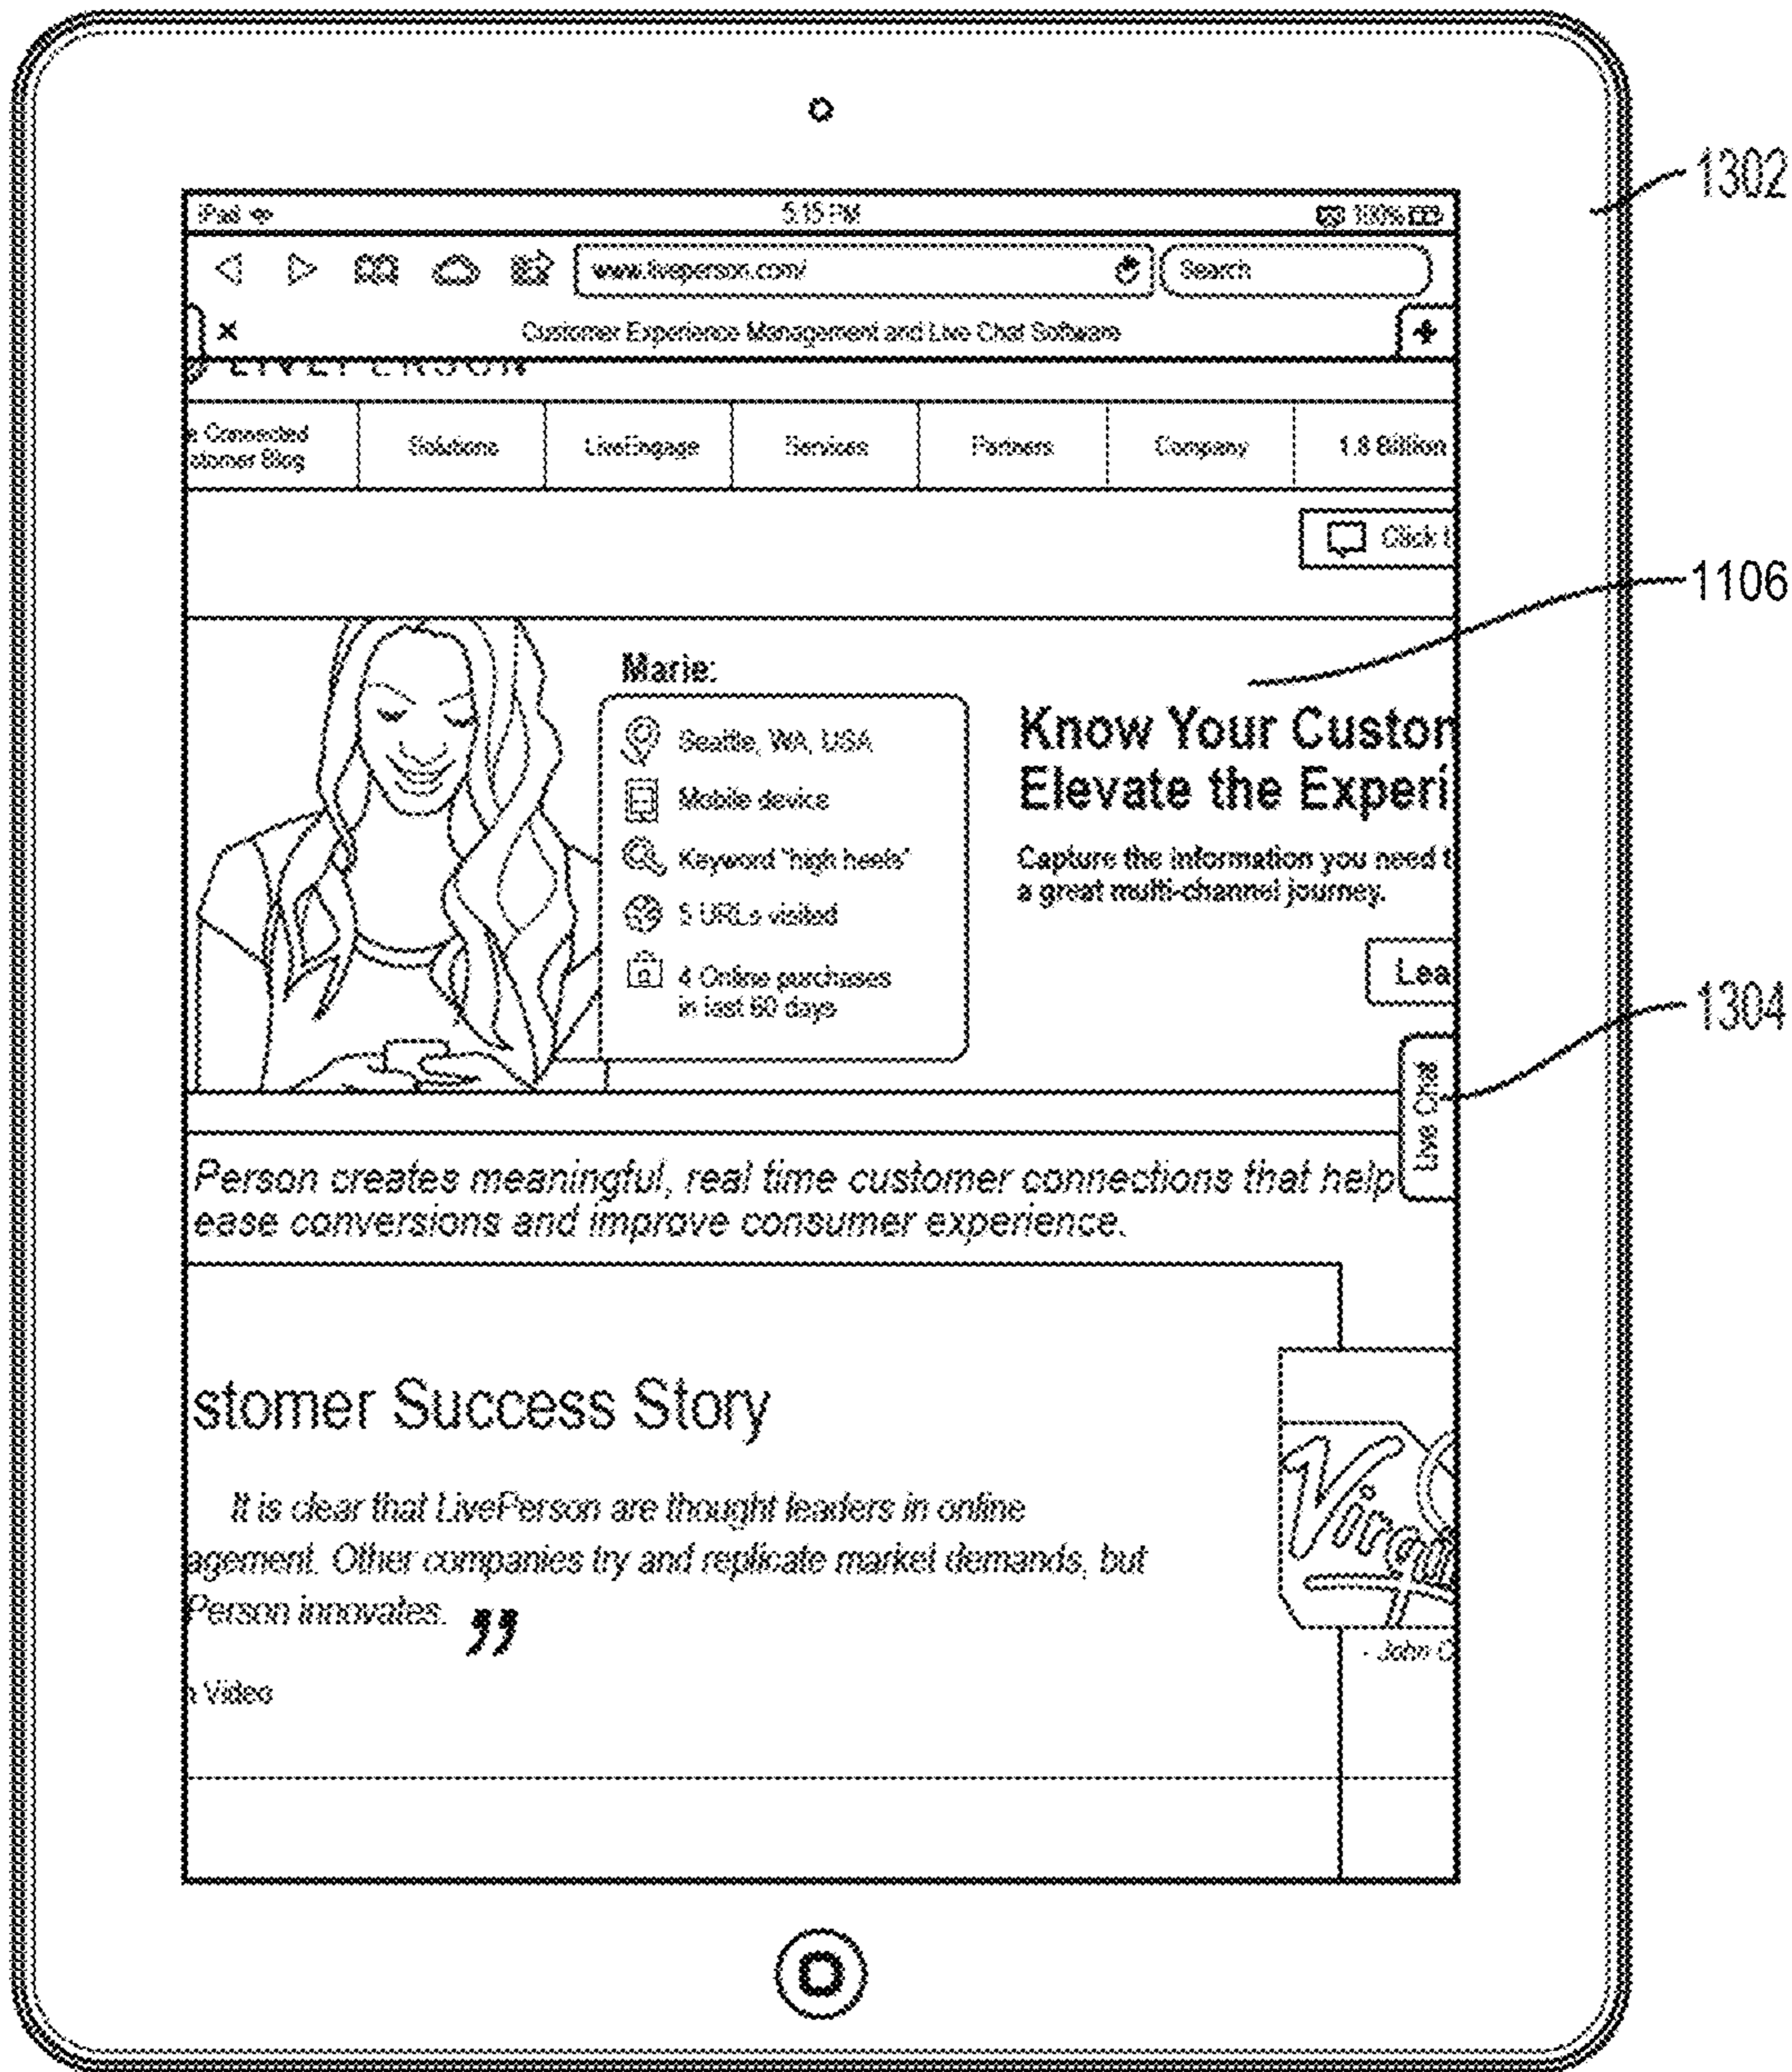 iPad
5:15 PM
100%
www.liveperson.com/
Search
x
Customer Experience Management and Live Chat Software
+
e Connected
stomer Blog
Solutions
LiveEngage
Services
Partners
Company
1.8 Billion
Click t
Marie:
Seattle, WA, USA
Mobile device
Keyword "high heels"
5 URLs visited
4 Online purchases
in last 60 days
Know Your Custom
Elevate the Experi
Capture the information you need t
a great multi-channel journey.
Lea
Live Chat
Person creates meaningful, real time customer connections that help
ease conversions and improve consumer experience.
stomer Success Story
It is clear that LivePerson are thought leaders in online
agement. Other companies try and replicate market demands, but
Person innovates. ”
Video
Virgin
- John C
1302
1106
1304